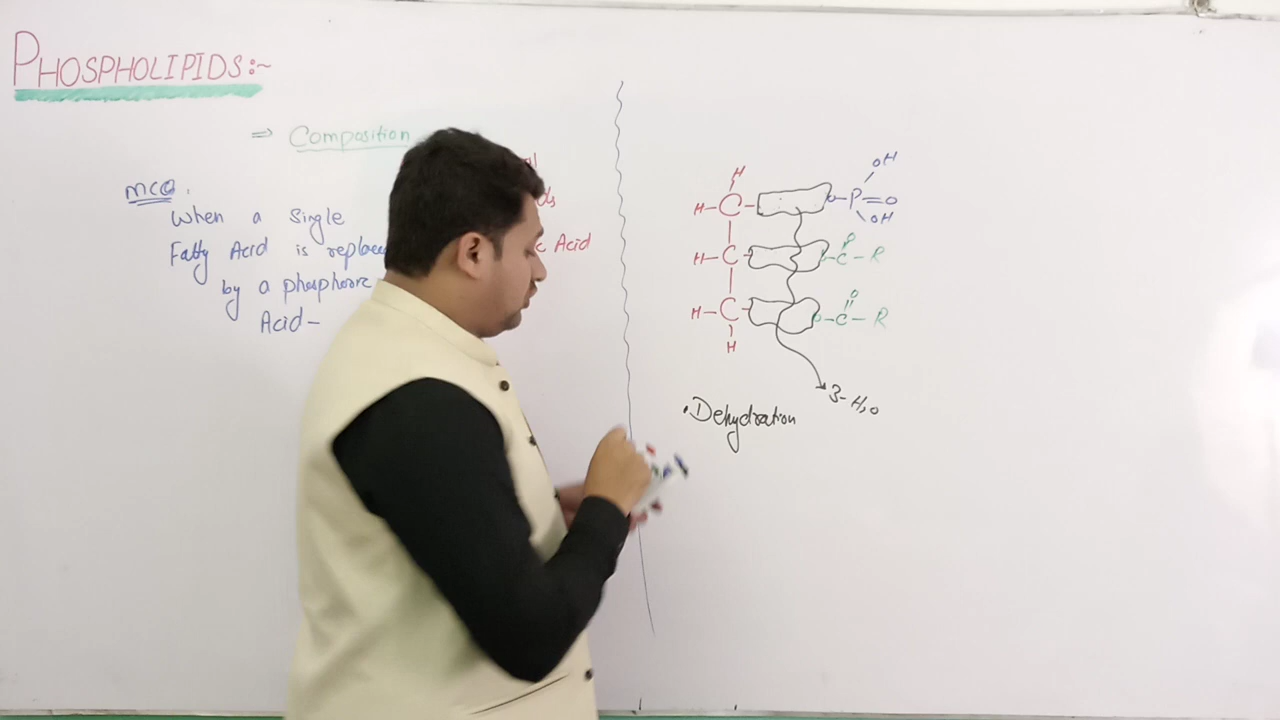 PHOSPHOLIPIDS:~
⇒ Composition
MCQ.
When a Single
Fatty Acid is
by a phosphoric
Acid-
c Acid
H OH
H-C- O-P=O
OH
O
H-C- -C-R
O
H-C- O-C-R
H
3-H2O
•Dehydration